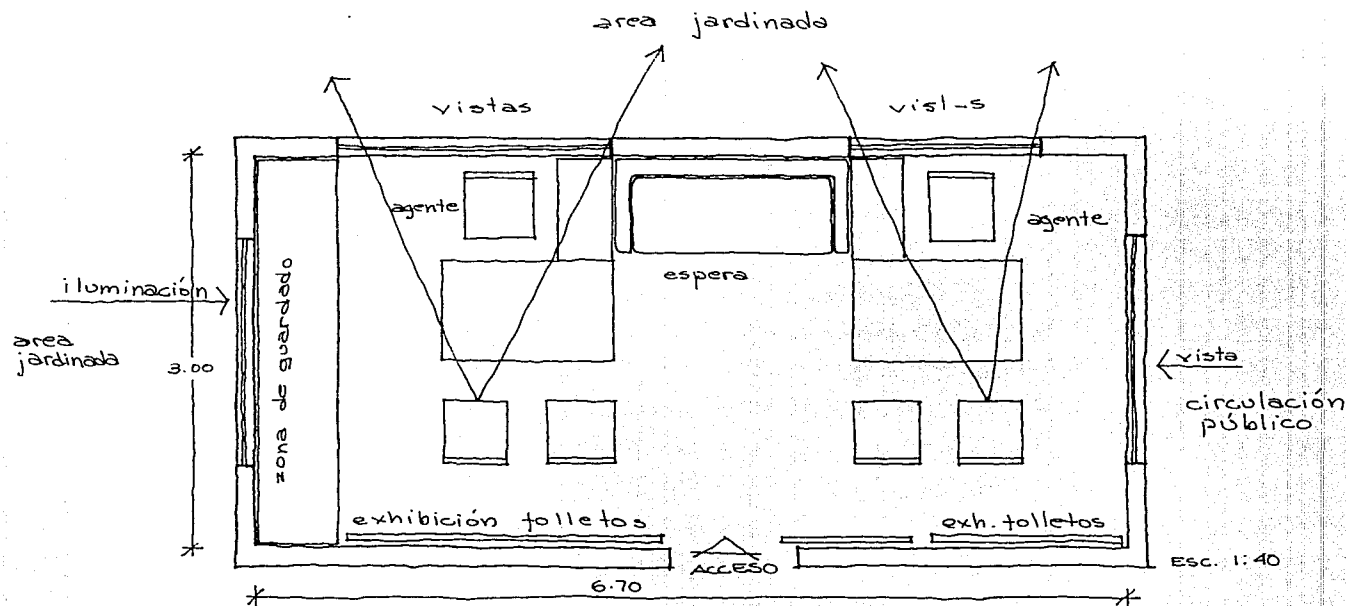 area jardinada
vistas
agente
agente
espera
iluminación
area
jardinada
3.00
zona de guardado
vista
circulación
público
exhibición folletos
exh. folletos
ACCESO
ESC. 1:40
6.70